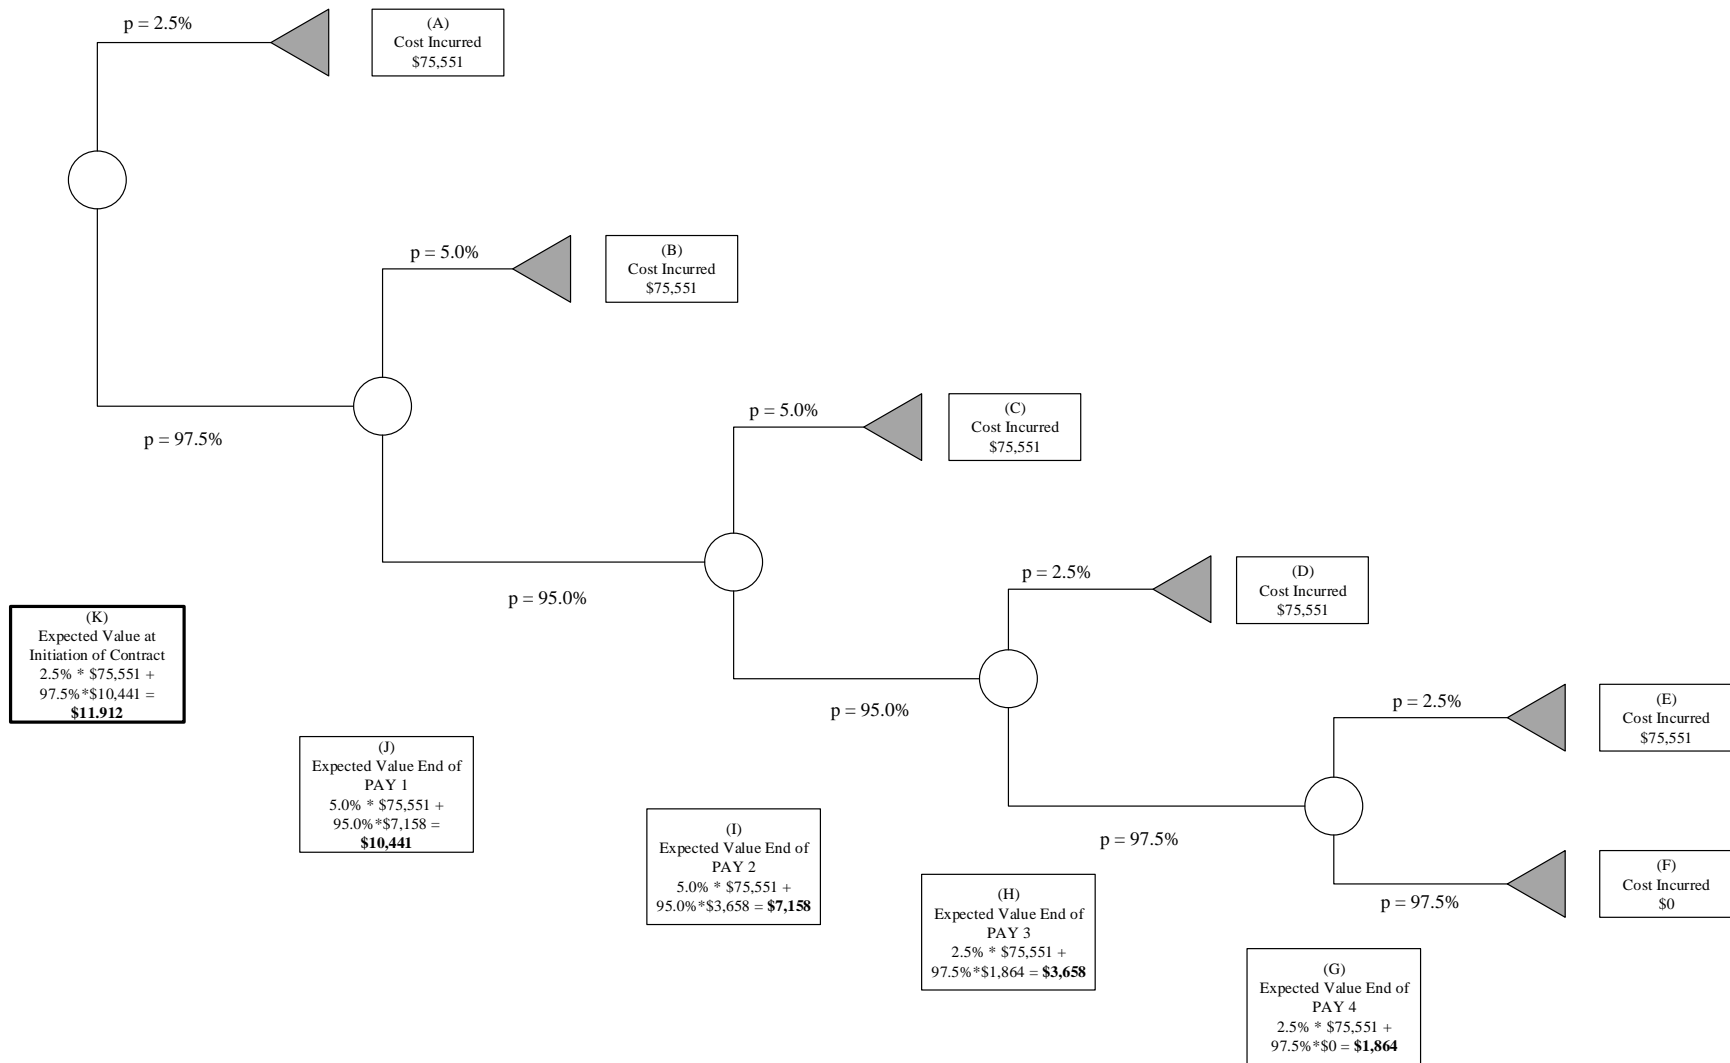 p = 2.5%
(A)
Cost Incurred
$75,551
p = 5.0%
(B)
Cost Incurred
$75,551
p = 97.5%
p = 5.0%
(C)
Cost Incurred
$75,551
p = 95.0%
p = 2.5%
(D)
Cost Incurred
$75,551
p = 95.0%
p = 2.5%
(E)
Cost Incurred
$75,551
p = 97.5%
(F)
Cost Incurred
$0
p = 97.5%
(K)
Expected Value at
Initiation of Contract
2.5% * $75,551 +
97.5%*$10,441 =
$11.912
(J)
Expected Value End of
PAY 1
5.0% * $75,551 +
95.0%*$7,158 =
$10,441
(I)
Expected Value End of
PAY 2
5.0% * $75,551 +
95.0%*$3,658 = $7,158
(H)
Expected Value End of
PAY 3
2.5% * $75,551 +
97.5%*$1,864 = $3,658
(G)
Expected Value End of
PAY 4
2.5% * $75,551 +
97.5%*$0 = $1,864